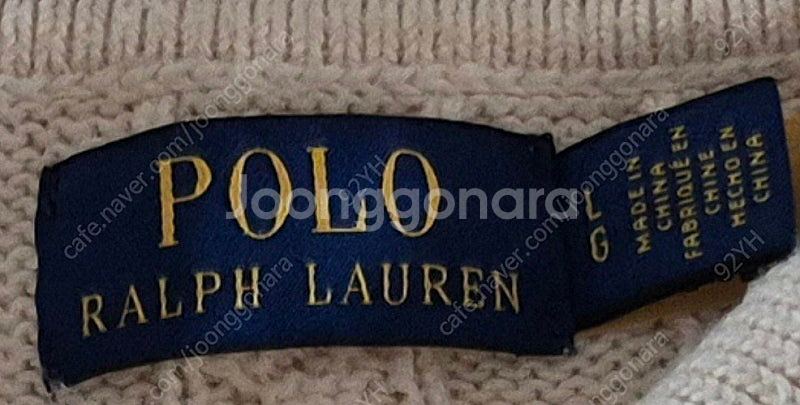 POLO
RALPH LAUREN
L
G
MADE IN
CHINA
FABRIQUÉ EN
CHINE
HECHO EN
CHINA
Joonggonara
cafe.naver.com/joonggonara
92YH